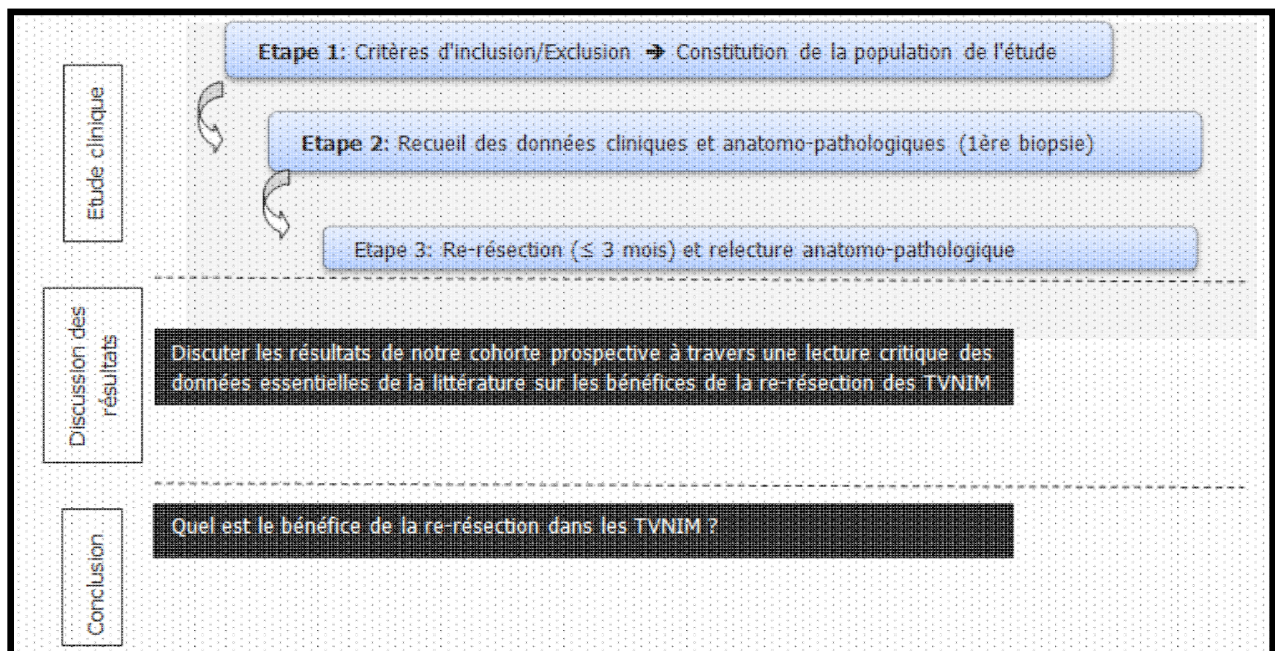 Etude clinique
Etape 1: Critères d'inclusion/Exclusion ➔ Constitution de la population de l'étude
Etape 2: Recueil des données cliniques et anatomo-pathologiques (1ère biopsie)
Etape 3: Re-résection (≤ 3 mois) et relecture anatomo-pathologique
Discussion des
résultats
Discuter les résultats de notre cohorte prospective à travers une lecture critique des
données essentielles de la littérature sur les bénéfices de la re-résection des TVNIM
Conclusion
Quel est le bénéfice de la re-résection dans les TVNIM ?